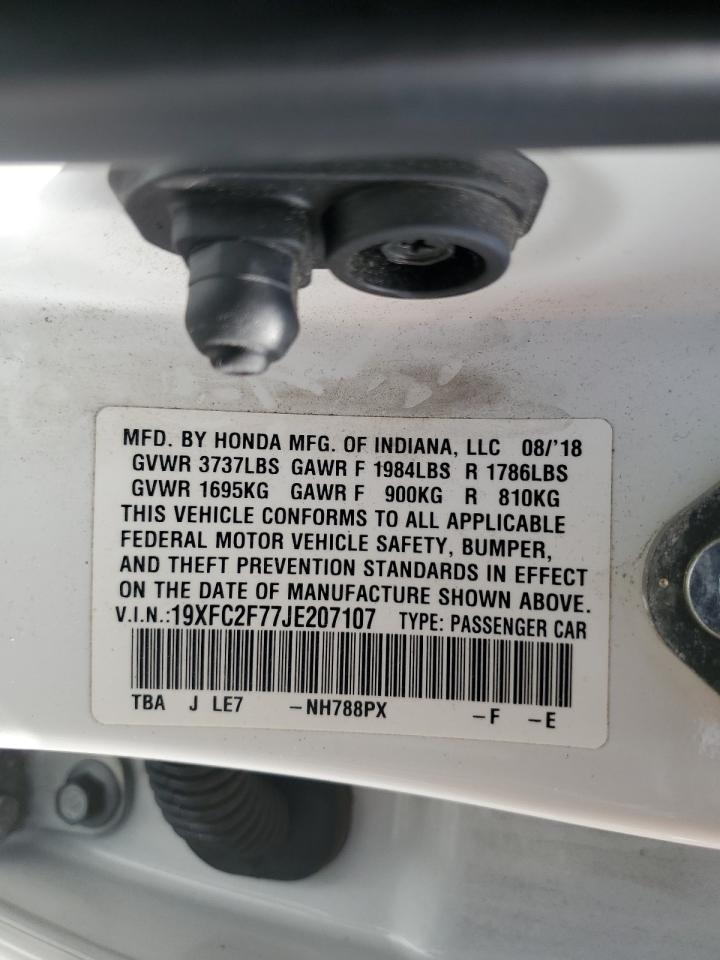 MFD. BY HONDA MFG. OF INDIANA, LLC 08/'18
GVWR 3737LBS GAWR F 1984LBS R 1786LBS
GVWR 1695KG GAWR F 900KG R 810KG
THIS VEHICLE CONFORMS TO ALL APPLICABLE
FEDERAL MOTOR VEHICLE SAFETY, BUMPER,
AND THEFT PREVENTION STANDARDS IN EFFECT
ON THE DATE OF MANUFACTURE SHOWN ABOVE.
V.I.N.:19XFC2F77JE207107 TYPE: PASSENGER CAR
TBA J LE7 -NH788PX -F -E